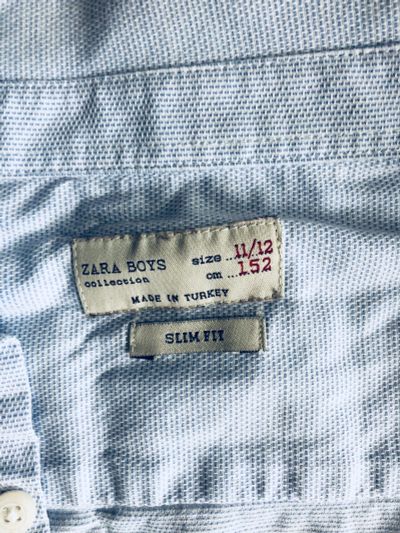 ZARA BOYS size ..11/12
collection cm ...152
MADE IN TURKEY
SLIM FIT